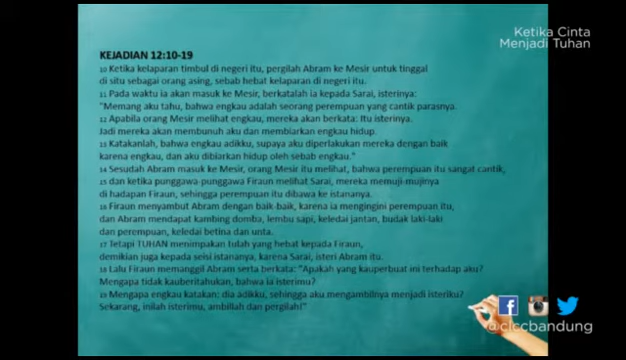 Ketika Cinta
Menjadi Tuhan
KEJADIAN 12:10-19
10 Ketika kelaparan timbul di negeri itu, pergilah Abram ke Mesir untuk tinggal
di situ sebagai orang asing, sebab hebat kelaparan di negeri itu.
11 Pada waktu ia akan masuk ke Mesir, berkatalah ia kepada Sarai, isterinya:
"Memang aku tahu, bahwa engkau adalah seorang perempuan yang cantik parasnya.
12 Apabila orang Mesir melihat engkau, mereka akan berkata: Itu isterinya.
Jadi mereka akan membunuh aku dan membiarkan engkau hidup.
13 Katakanlah, bahwa engkau adikku, supaya aku diperlakukan mereka dengan baik
karena engkau, dan aku dibiarkan hidup oleh sebab engkau."
14 Sesudah Abram masuk ke Mesir, orang Mesir itu melihat, bahwa perempuan itu sangat cantik,
15 dan ketika punggawa-punggawa Firaun melihat Sarai, mereka memuji-mujinya
di hadapan Firaun, sehingga perempuan itu dibawa ke istananya.
16 Firaun menyambut Abram dengan baik-baik, karena ia mengingini perempuan itu,
dan Abram mendapat kambing domba, lembu sapi, keledai jantan, budak laki-laki
dan perempuan, keledai betina dan unta.
17 Tetapi TUHAN menimpakan tulah yang hebat kepada Firaun,
demikian juga kepada seisi istananya, karena Sarai, isteri Abram itu.
18 Lalu Firaun memanggil Abram serta berkata: "Apakah yang kauperbuat ini terhadap aku?
Mengapa tidak kauberitahukan, bahwa ia isterimu?
19 Mengapa engkau katakan: dia adikku, sehingga aku mengambilnya menjadi isteriku?
Sekarang, inilah isterimu, ambillah dan pergilah!"
@clccbandung